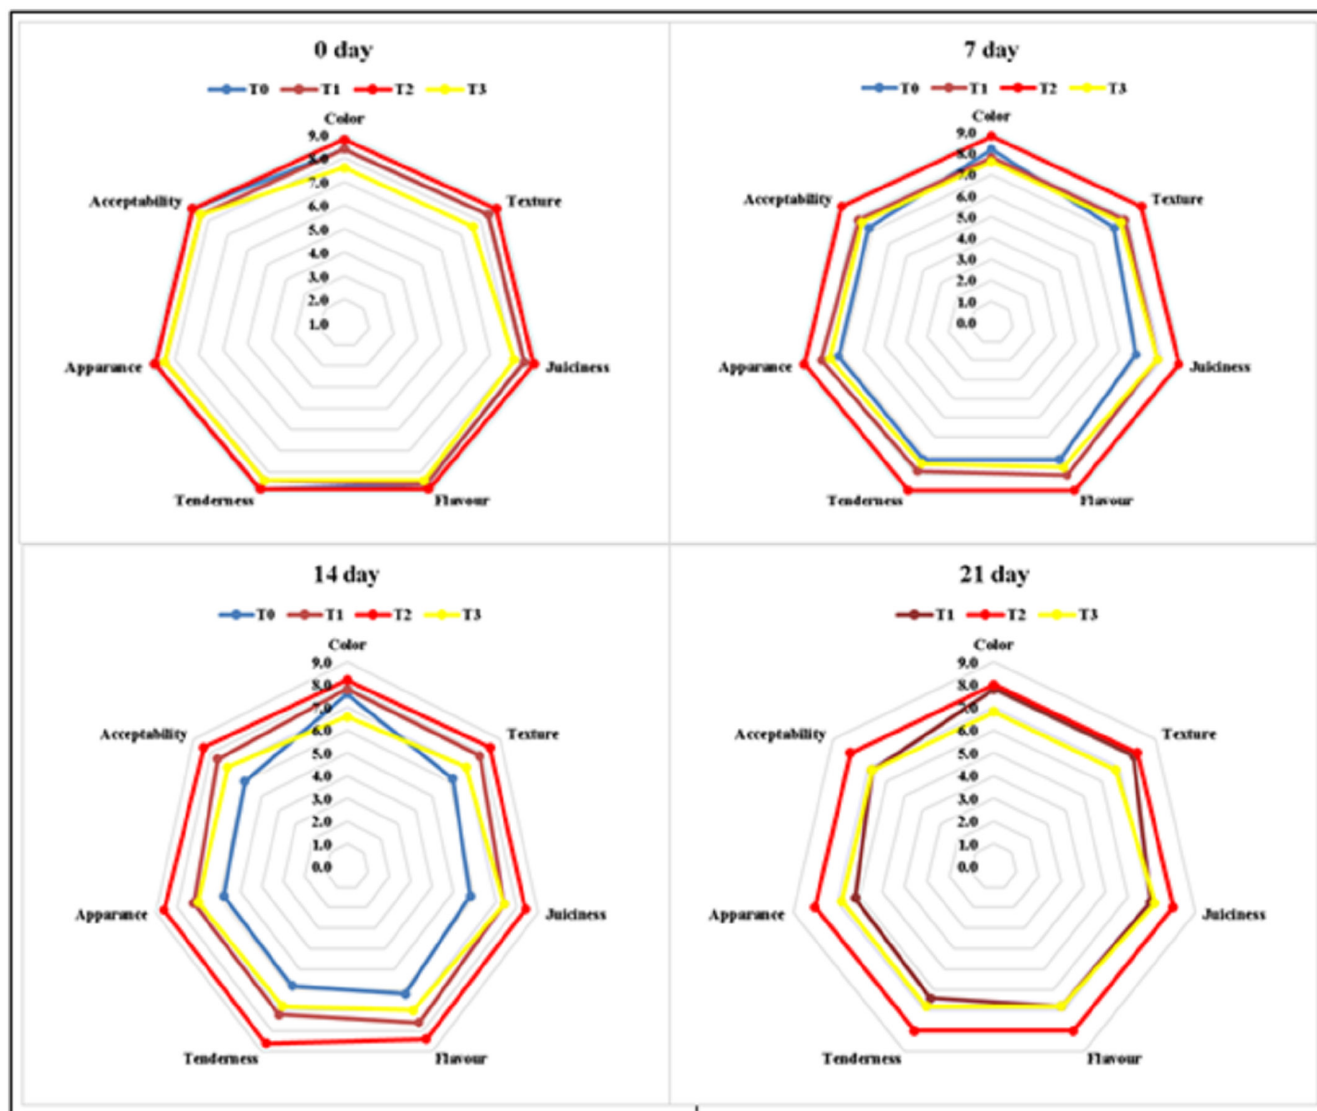 0 day
T0 T1 T2 T3
Color
9.0
8.0
7.0
6.0
5.0
4.0
3.0
2.0
1.0
Acceptability
Texture
Apparance
Juiciness
Tenderness
Flavour
7 day
T0 T1 T2 T3
Color
9.0
8.0
7.0
6.0
5.0
4.0
3.0
2.0
1.0
0.0
Acceptability
Texture
Apparance
Juiciness
Tenderness
Flavour
14 day
T0 T1 T2 T3
Color
9.0
8.0
7.0
6.0
5.0
4.0
3.0
2.0
1.0
0.0
Acceptability
Texture
Apparance
Juiciness
Tenderness
Flavour
21 day
T1 T2 T3
Color
9.0
8.0
7.0
6.0
5.0
4.0
3.0
2.0
1.0
0.0
Acceptability
Texture
Apparance
Juiciness
Tenderness
Flavour